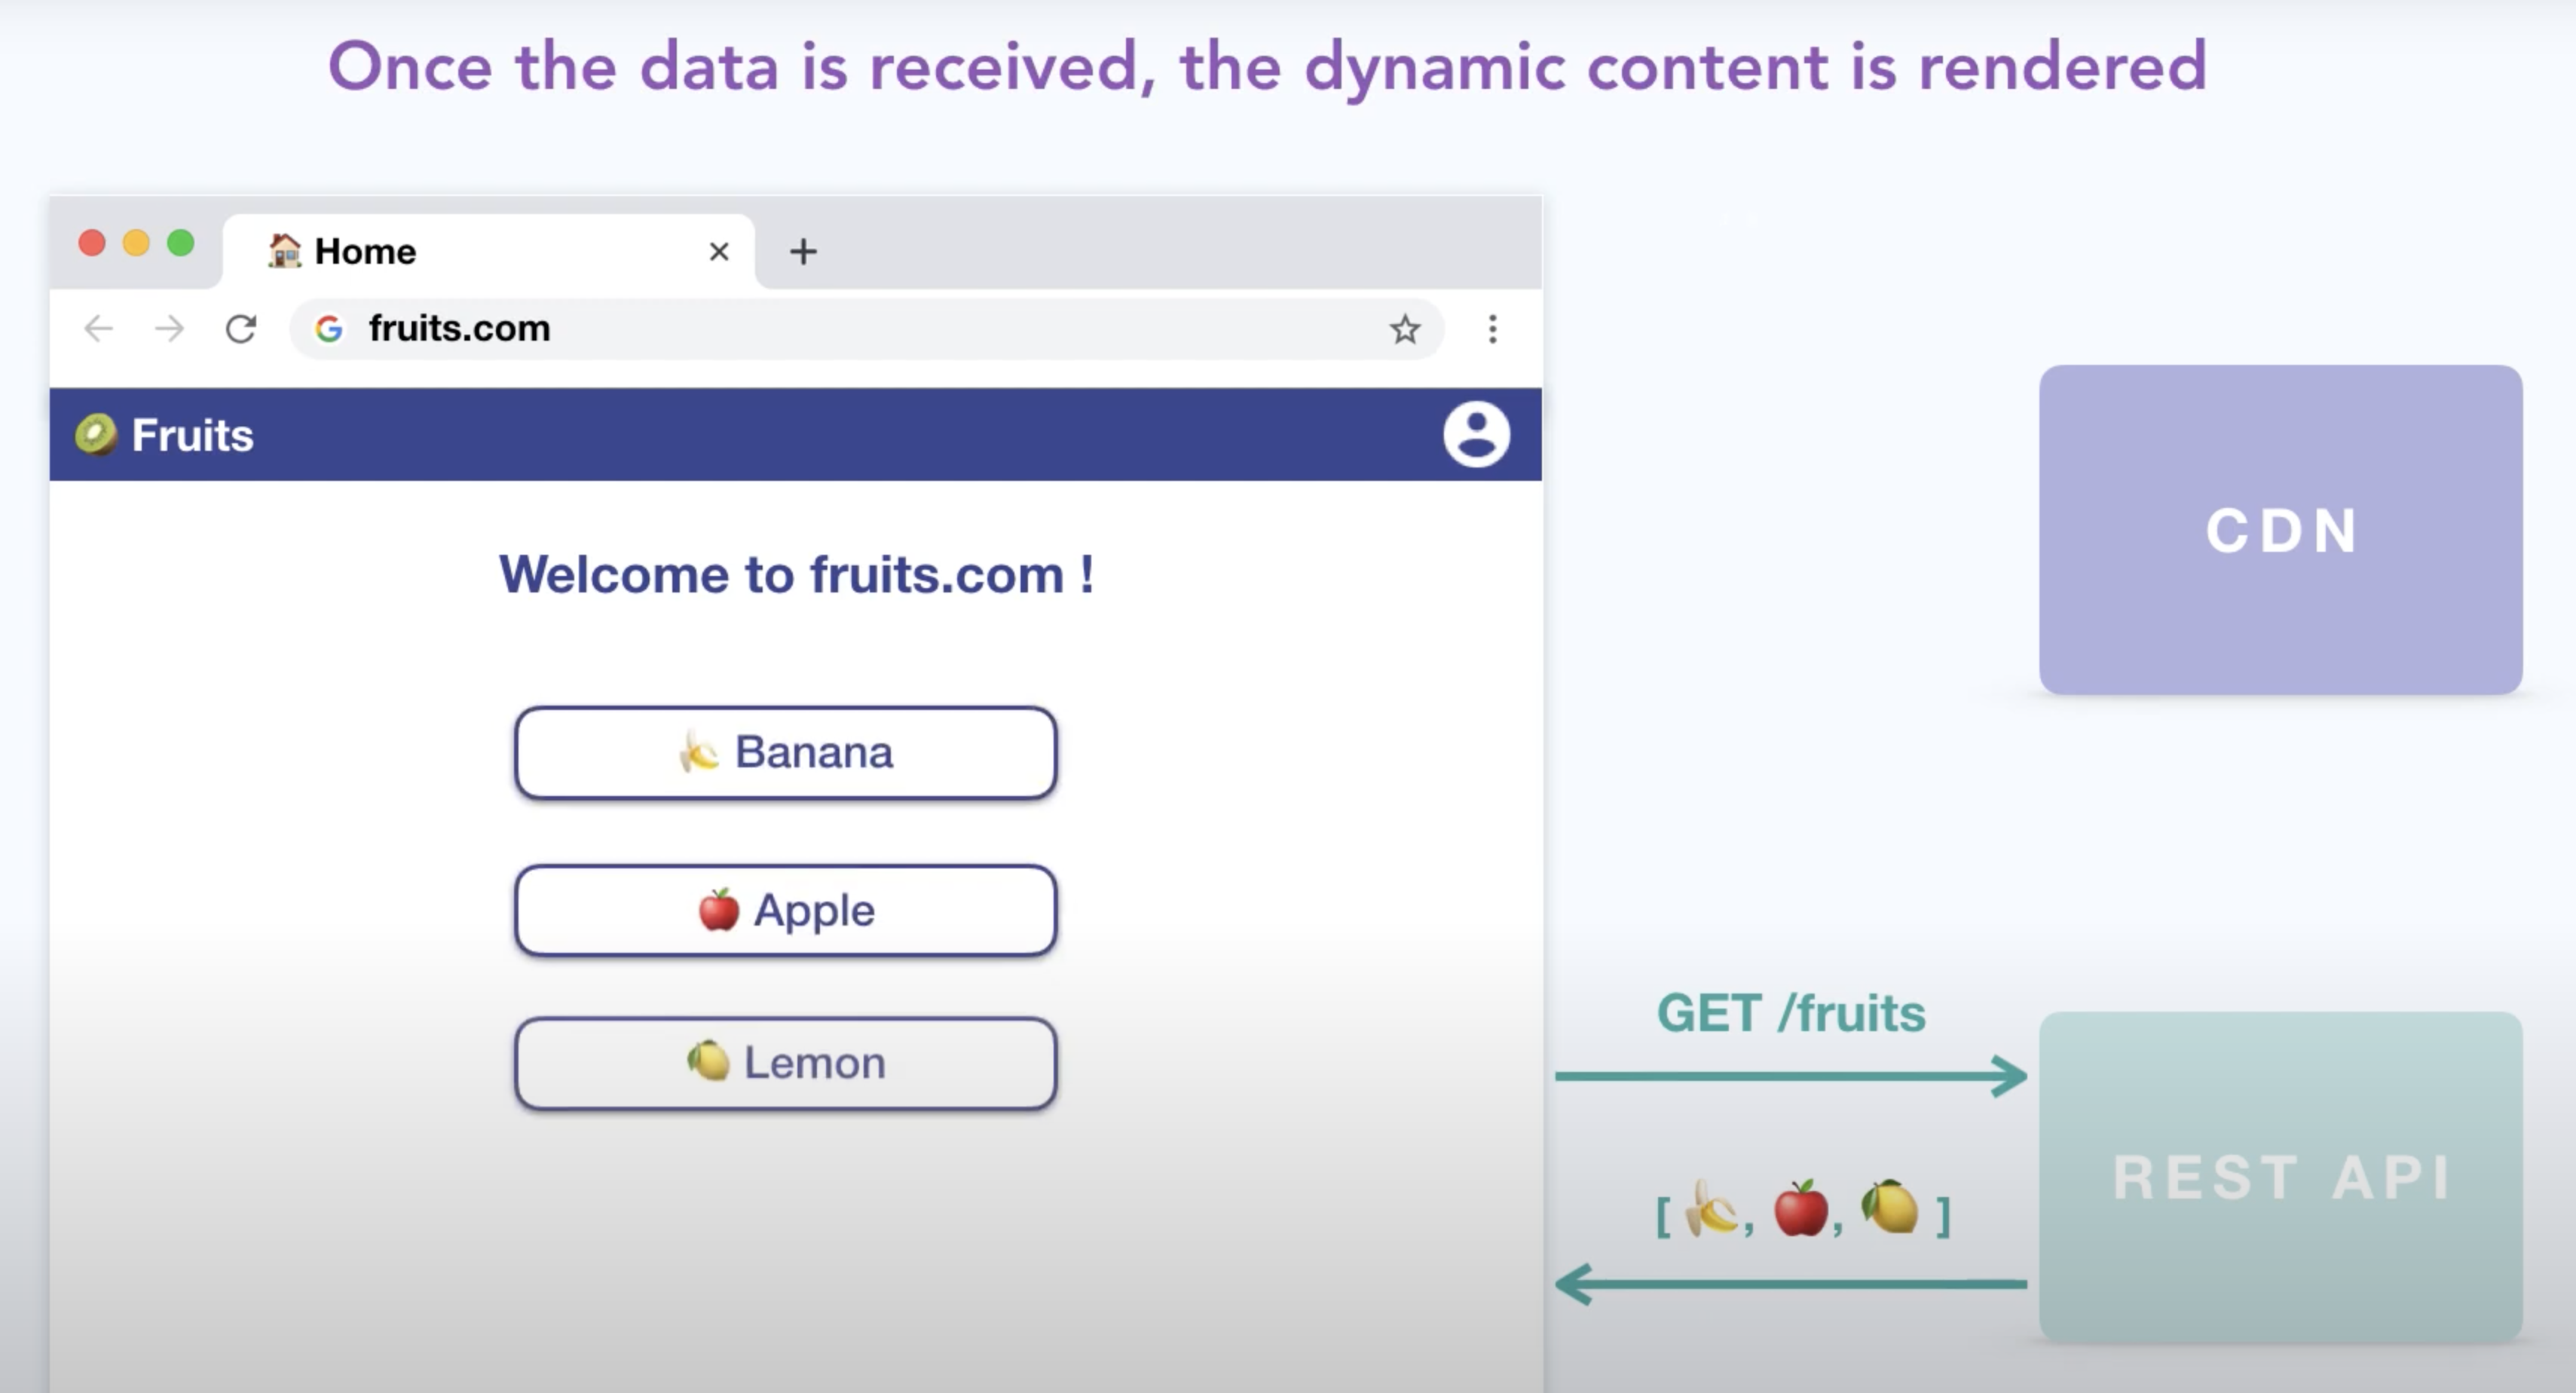 Once the data is received, the dynamic content is rendered
Home
fruits.com
Fruits
Welcome to fruits.com !
Banana
Apple
Lemon
CDN
GET /fruits
[ , , ]
REST API